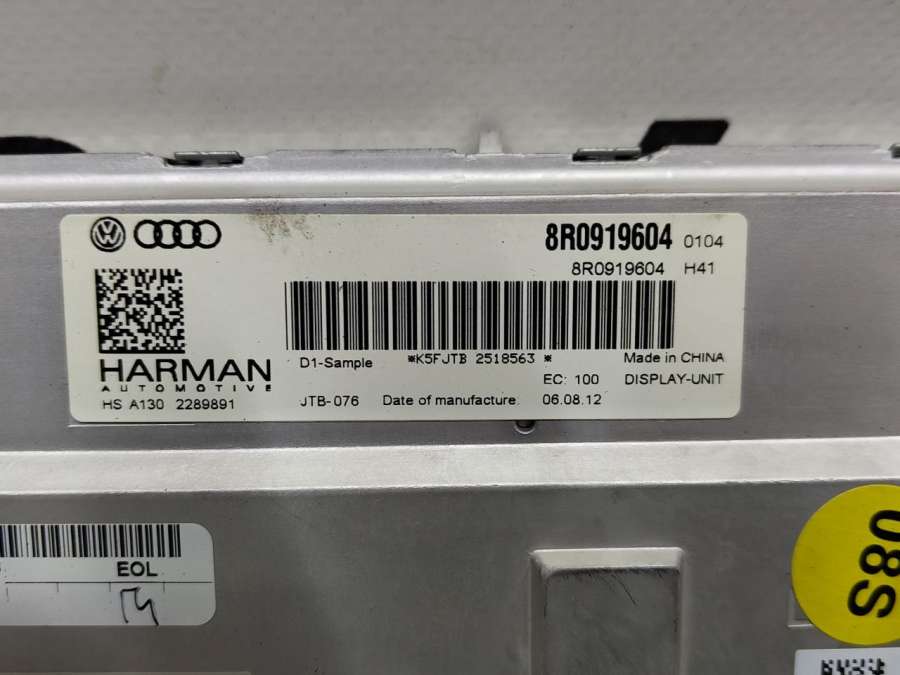 8R0919604 0104
8R0919604 H41
HARMAN
AUTOMOTIVE
HS A130 2289891
D1-Sample *K5FJTB 2518563 * Made in CHINA
EC: 100 DISPLAY-UNIT
JTB-076 Date of manufacture. 06.08.12
EOL
S80